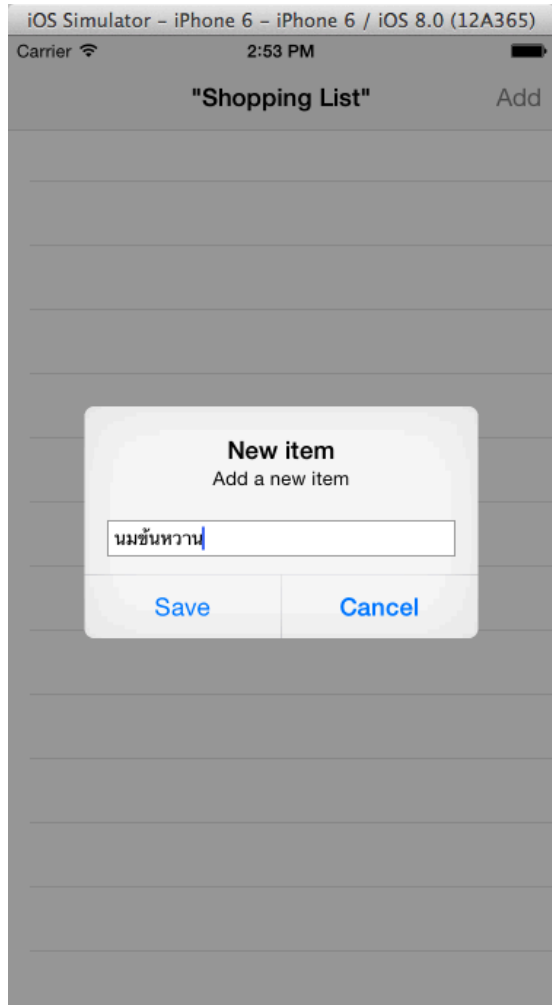 iOS Simulator – iPhone 6 – iPhone 6 / iOS 8.0 (12A365)
Carrier 2:53 PM
"Shopping List" Add
New item
Add a new item
นมข้นหวาน
Save Cancel